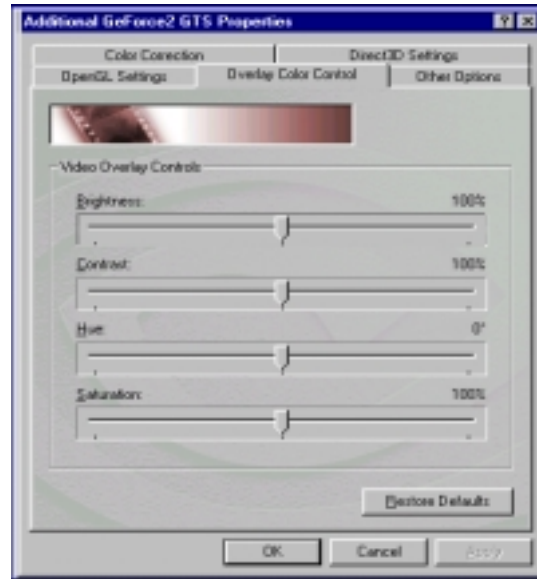 Additional GeForce2 GTS Properties
Color Correction
Direct3D Settings
OpenGL Settings
Overlay Color Control
Other Options
Video Overlay Controls
Brightness: 100%
Contrast: 100%
Hue: 0°
Saturation: 100%
Restore Defaults
OK
Cancel
Apply